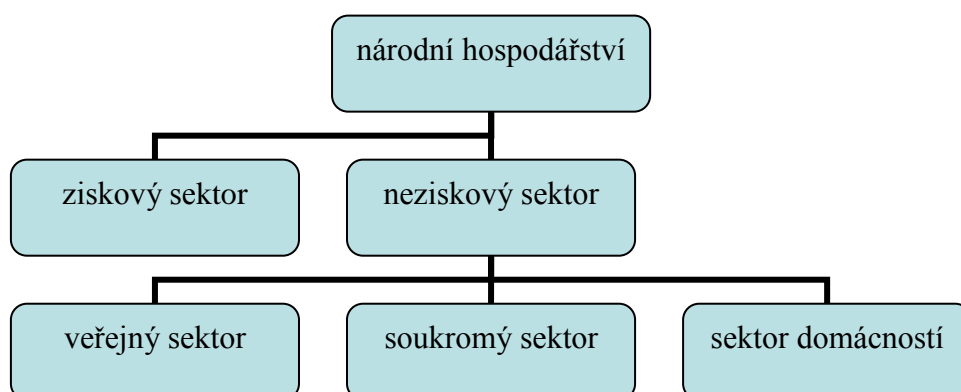 národní hospodářství
ziskový sektor
neziskový sektor
veřejný sektor
soukromý sektor
sektor domácností